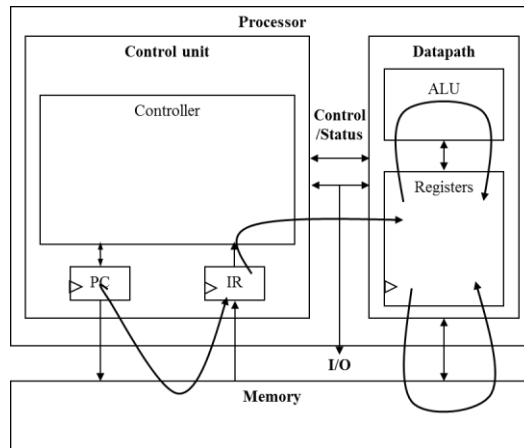 Processor
Control unit
Datapath
Controller
ALU
Control
/Status
Registers
PC
IR
I/O
Memory